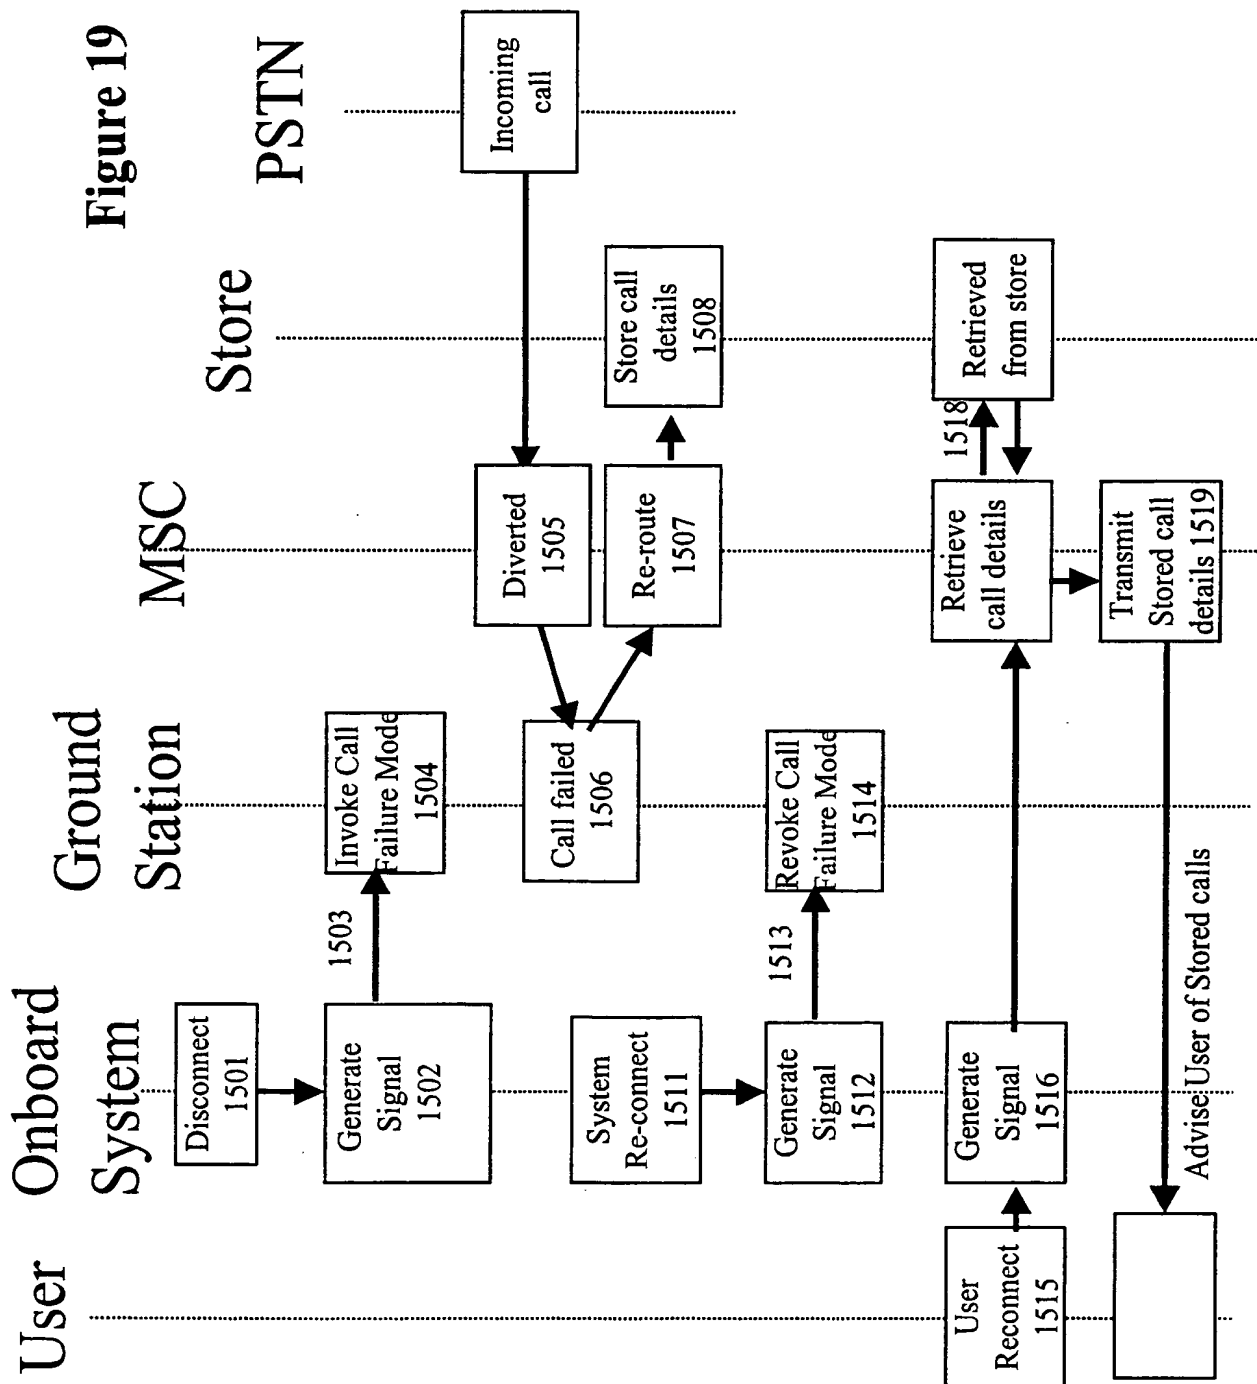 Figure 19
User
Onboard
System
Ground
Station
MSC
Store
PSTN
Disconnect
1501
Generate
Signal
1502
1503
Invoke Call
Failure Mode
1504
Incoming
call
Diverted
1505
Call failed
1506
Re-route
1507
Store call
details
1508
System
Re-connect
1511
Generate
Signal
1512
1513
Revoke Call
Failure Mode
1514
User
Reconnect
1515
Generate
Signal
1516
Retrieve
call details
1518
Retrieved
from store
Transmit
Stored call
details 1519
Advise User of Stored calls